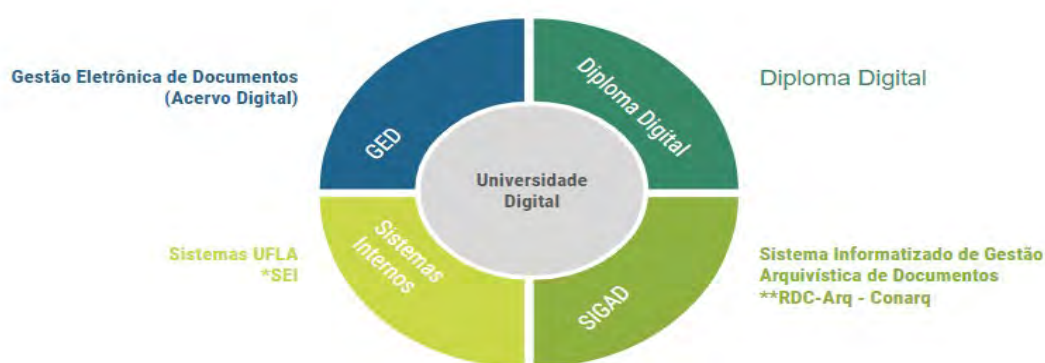 Gestão Eletrônica de Documentos
(Acervo Digital)
GED
Diploma Digital
Diploma Digital
Universidade
Digital
Sistemas UFLA
*SEI
Sistemas
Internos
SIGAD
Sistema Informatizado de Gestão
Arquivística de Documentos
**RDC-Arq - Conarq